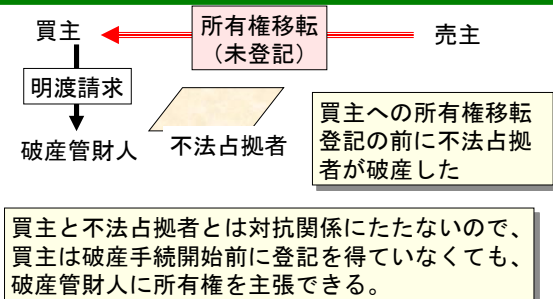 買主
所有権移転
（未登記）
売主
明渡請求
破産管財人
不法占拠者
買主への所有権移転
登記の前に不法占拠
者が破産した
買主と不法占拠者とは対抗関係にたたないので、
買主は破産手続開始前に登記を得ていなくても、
破産管財人に所有権を主張できる。